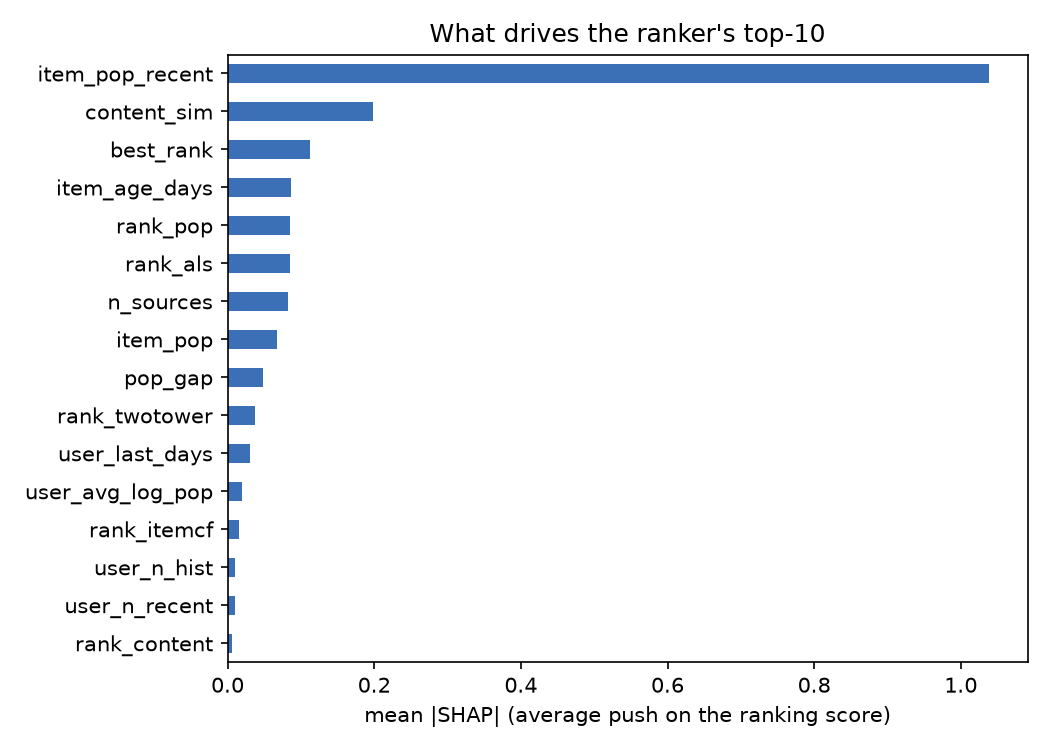 What drives the ranker's top-10
item_pop_recent
content_sim
best_rank
item_age_days
rank_pop
rank_als
n_sources
item_pop
pop_gap
rank_twotower
user_last_days
user_avg_log_pop
rank_itemcf
user_n_hist
user_n_recent
rank_content
0.0 0.2 0.4 0.6 0.8 1.0
mean |SHAP| (average push on the ranking score)